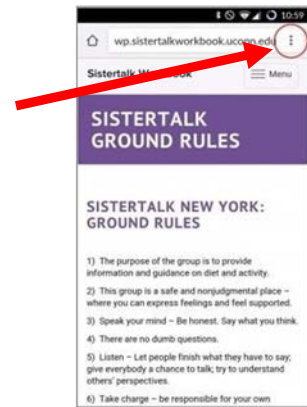 10:59
wp.sistertalkworkbook.uconn.edu
Sistertalk Workbook
Menu
SISTERTALK
GROUND RULES
SISTERTALK NEW YORK:
GROUND RULES
1) The purpose of the group is to provide
information and guidance on diet and activity.
2) This group is a safe and nonjudgmental place –
where you can express feelings and feel supported.
3) Speak your mind – Be honest. Say what you think.
4) There are no dumb questions.
5) Listen – Let people finish what they have to say;
give everybody a chance to talk; try to understand
others' perspectives.
6) Take charge – be responsible for your own